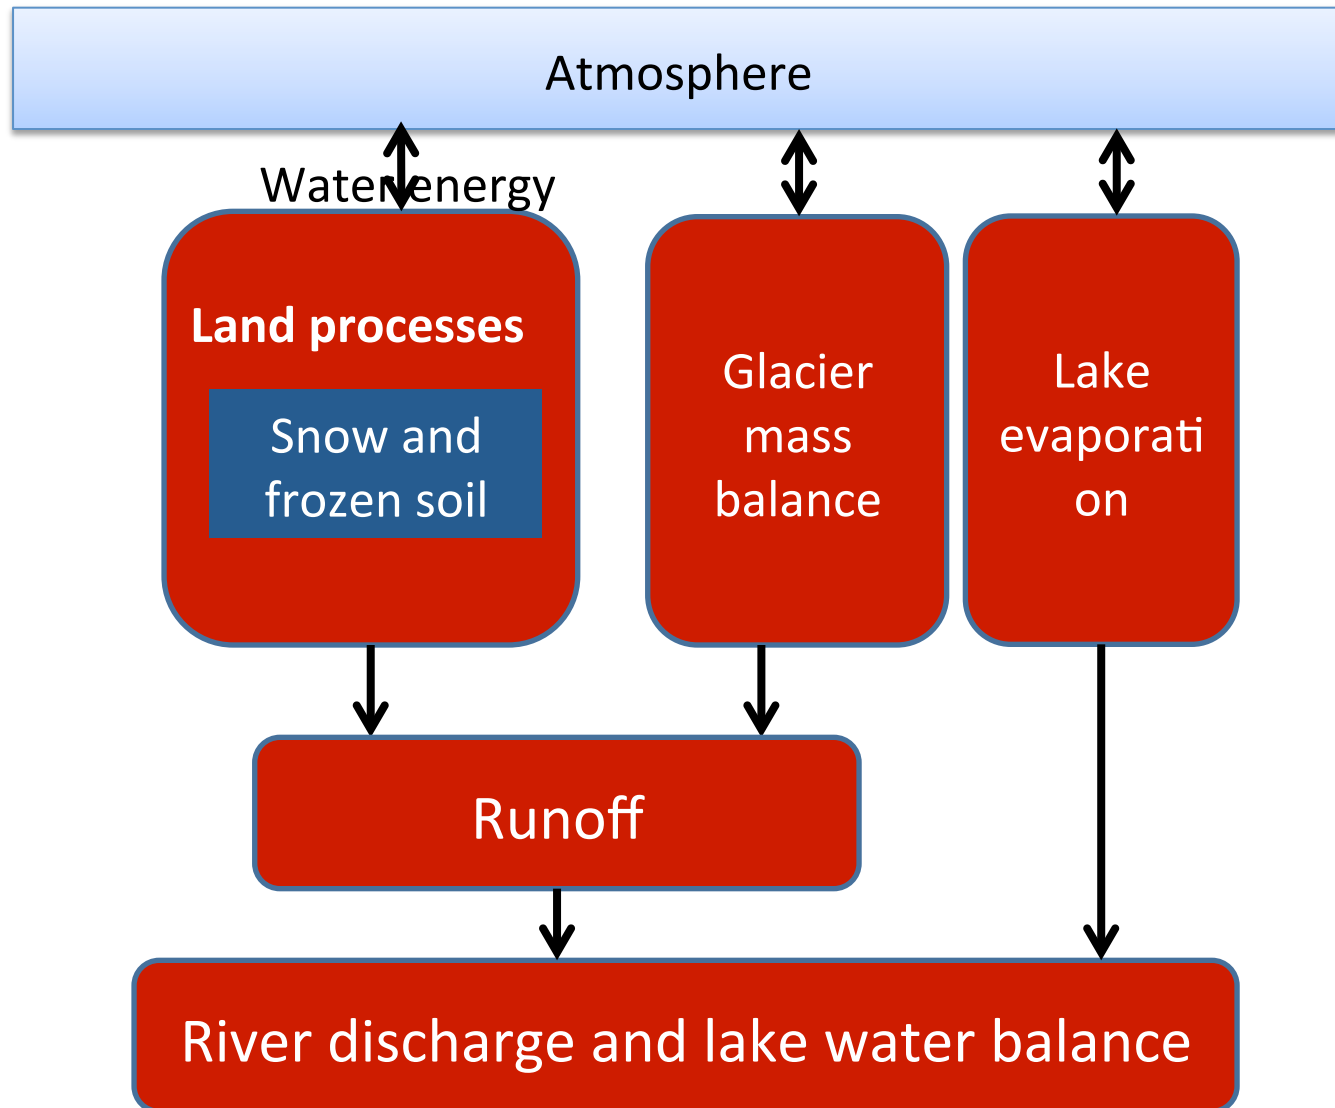 Atmosphere
Water energy
Land processes
Snow and
frozen soil
Glacier
mass
balance
Lake
evaporati
on
Runoff
River discharge and lake water balance